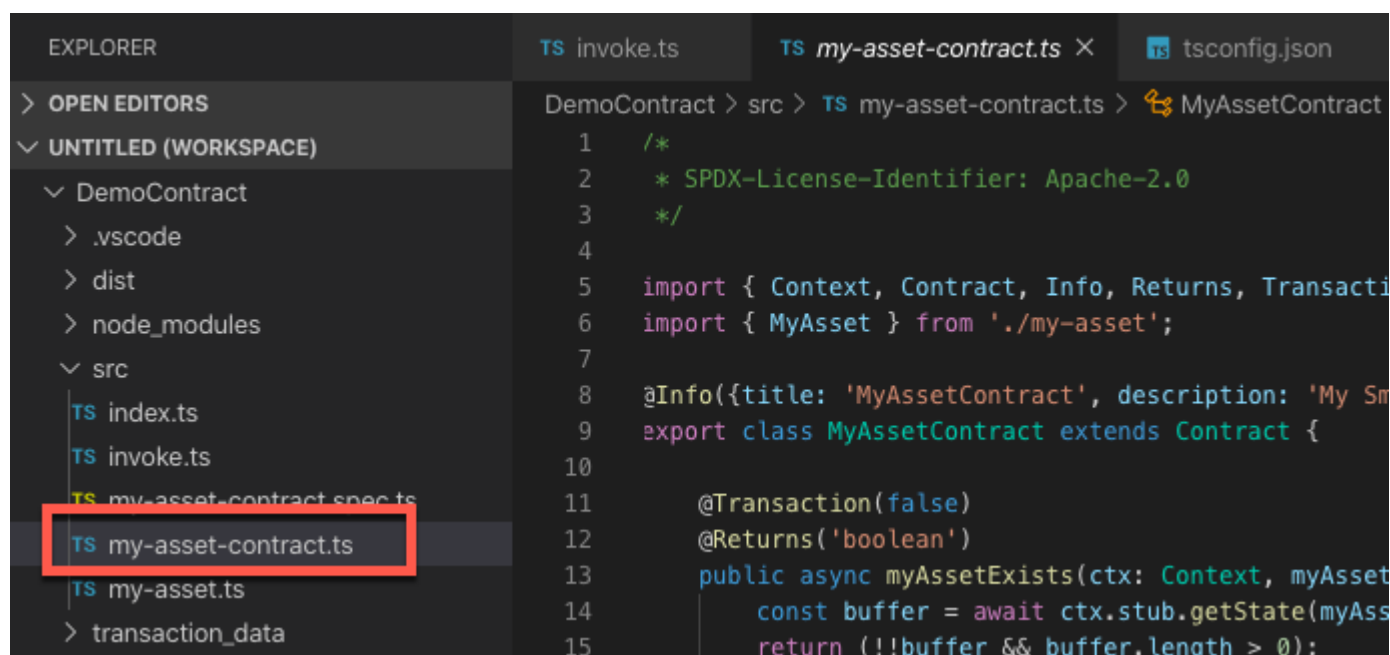 EXPLORER
OPEN EDITORS
UNTITLED (WORKSPACE)
DemoContract
.vscode
dist
node_modules
src
TS index.ts
TS invoke.ts
TS my-asset-contract.spec.ts
TS my-asset-contract.ts
TS my-asset.ts
transaction_data
TS invoke.ts TS my-asset-contract.ts × TS tsconfig.json
DemoContract > src > TS my-asset-contract.ts > MyAssetContract
1 /*
2 * SPDX-License-Identifier: Apache-2.0
3 */
4
5 import { Context, Contract, Info, Returns, Transacti
6 import { MyAsset } from './my-asset';
7
8 @Info({title: 'MyAssetContract', description: 'My Sm
9 export class MyAssetContract extends Contract {
10
11 @Transaction(false)
12 @Returns('boolean')
13 public async myAssetExists(ctx: Context, myAsset
14 const buffer = await ctx.stub.getState(myAss
15 return (!!buffer && buffer.length > 0);